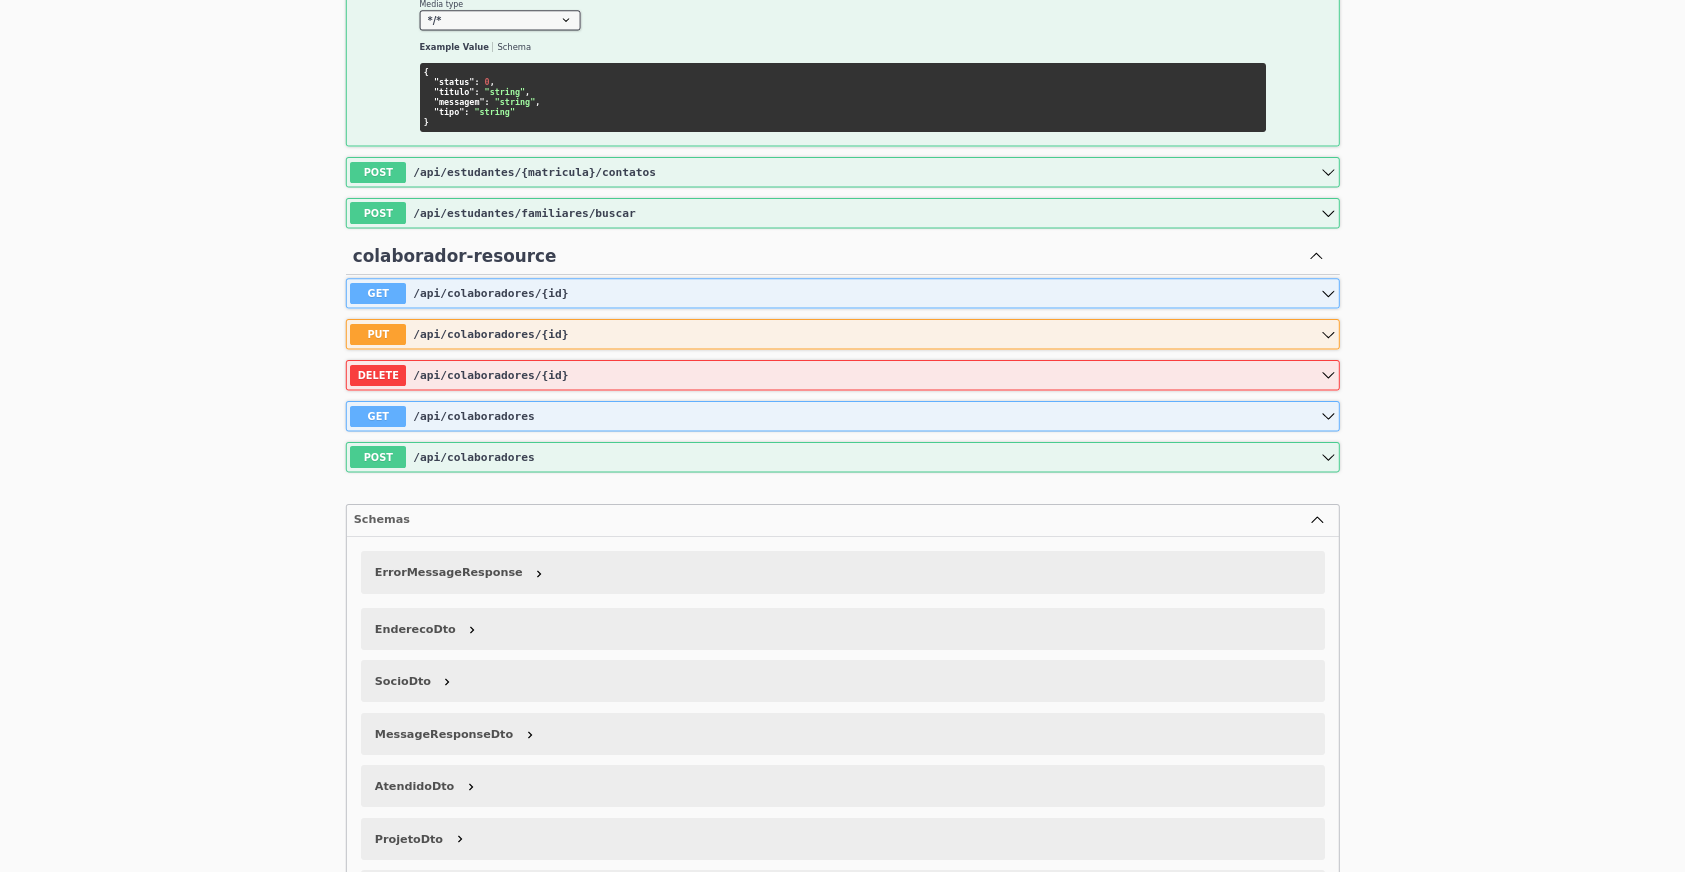 Media type
*/*
Example Value | Schema
{
  "status": 0,
  "titulo": "string",
  "messagem": "string",
  "tipo": "string"
}
POST /api/estudantes/{matricula}/contatos
POST /api/estudantes/familiares/buscar
colaborador-resource
GET /api/colaboradores/{id}
PUT /api/colaboradores/{id}
DELETE /api/colaboradores/{id}
GET /api/colaboradores
POST /api/colaboradores
Schemas
ErrorMessageResponse
EnderecoDto
SocioDto
MessageResponseDto
AtendidoDto
ProjetoDto